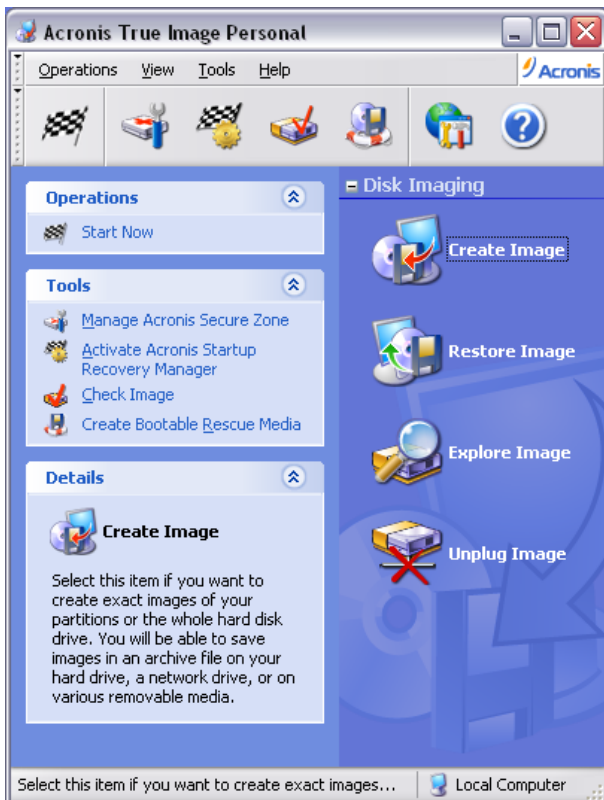 Acronis True Image Personal
Operations View Tools Help
Acronis
Operations
Start Now
Tools
Manage Acronis Secure Zone
Activate Acronis Startup
Recovery Manager
Check Image
Create Bootable Rescue Media
Details
Create Image
Select this item if you want to
create exact images of your
partitions or the whole hard disk
drive. You will be able to save
images in an archive file on your
hard drive, a network drive, or on
various removable media.
Disk Imaging
Create Image
Restore Image
Explore Image
Unplug Image
Select this item if you want to create exact images...
Local Computer